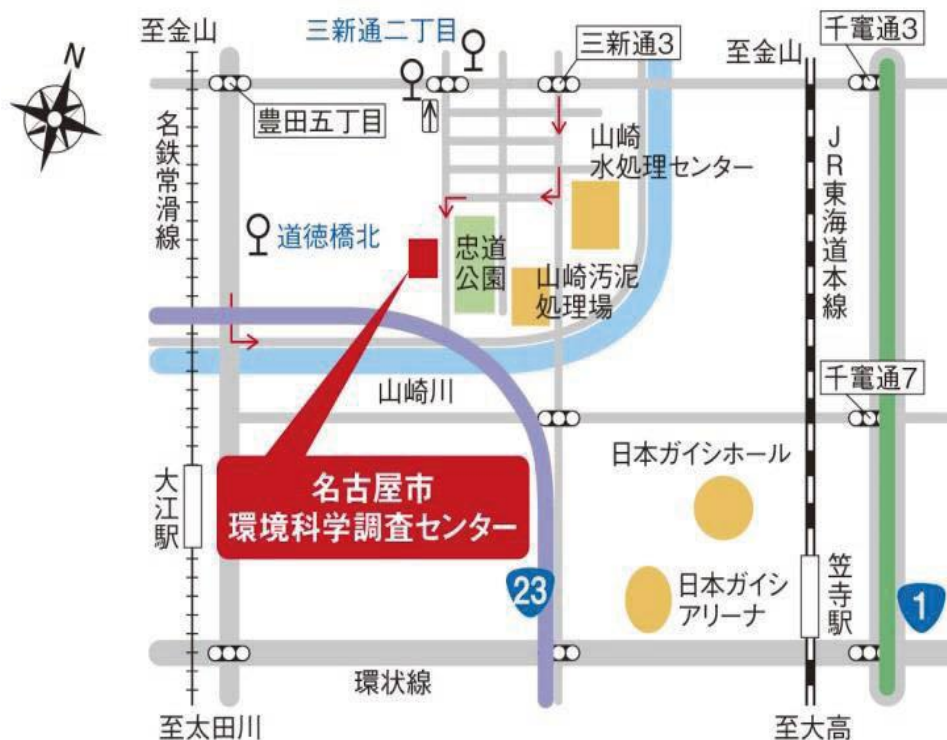 至金山
三新通二丁目
三新通3
至金山
千竃通3
N
豊田五丁目
名鉄常滑線
山崎
水処理センター
JR東海道本線
道徳橋北
忠道
公園
山崎汚泥
処理場
山崎川
千竃通7
日本ガイシホール
名古屋市
環境科学調査センター
大江駅
23
日本ガイシ
アリーナ
笠寺駅
1
環状線
至太田川
至大高